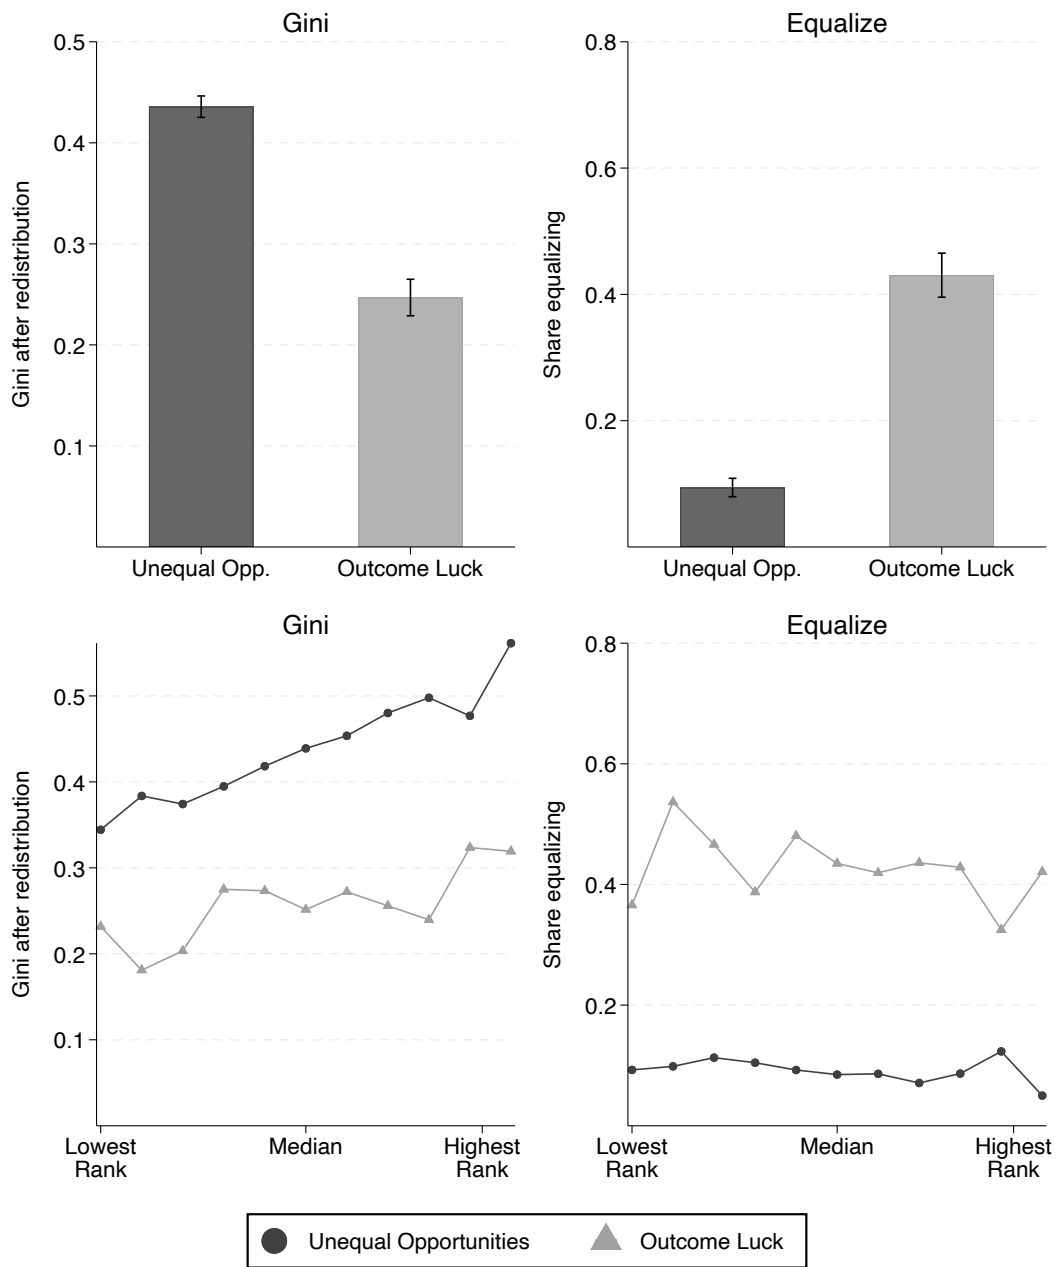 Gini
0.5
0.4
0.3
0.2
0.1
Gini after redistribution
Unequal Opp.
Outcome Luck
Equalize
0.8
0.6
0.4
0.2
Share equalizing
Unequal Opp.
Outcome Luck
Gini
0.5
0.4
0.3
0.2
0.1
Gini after redistribution
Lowest
Rank
Median
Highest
Rank
Equalize
0.8
0.6
0.4
0.2
Share equalizing
Lowest
Rank
Median
Highest
Rank
Unequal Opportunities
Outcome Luck